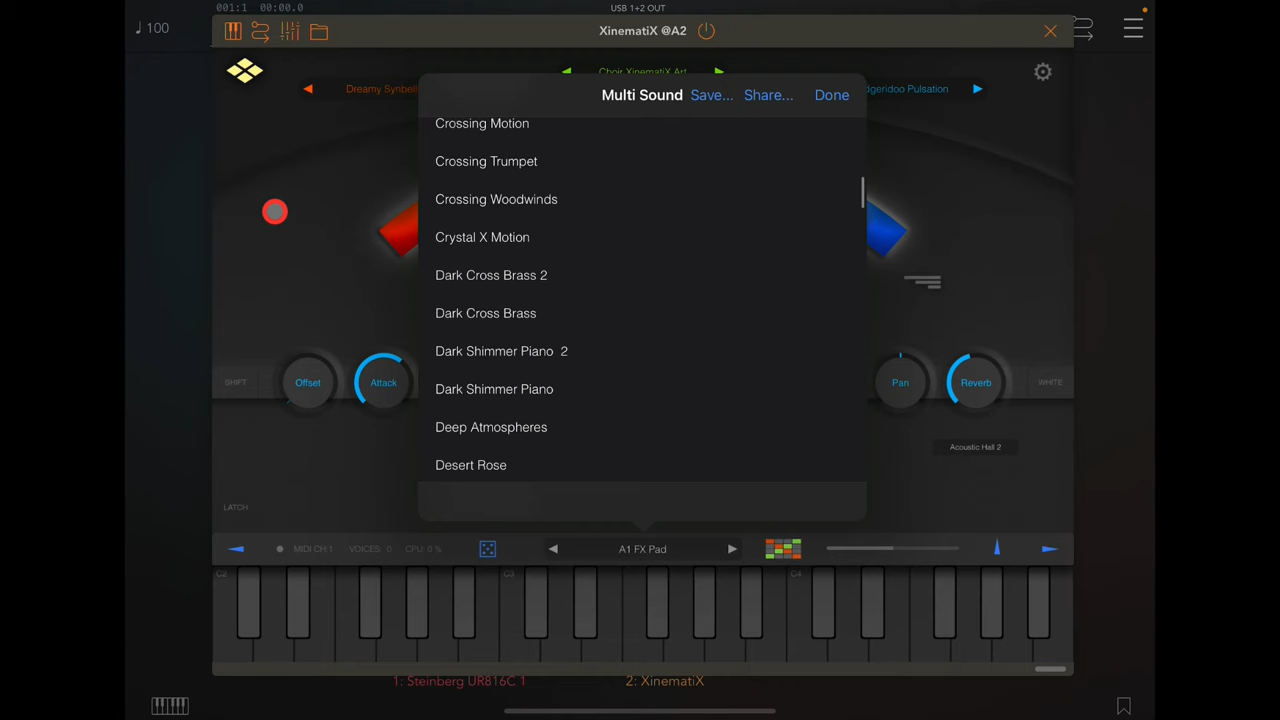 001:1 00:00.0
USB 1+2 OUT
♩ 100
XinematiX @A2
Choir XinematiX Art
Dreamy Synbell
dgeridoo Pulsation
Multi Sound Save... Share... Done
Crossing Motion
Crossing Trumpet
Crossing Woodwinds
Crystal X Motion
Dark Cross Brass 2
Dark Cross Brass
Dark Shimmer Piano 2
Dark Shimmer Piano
Deep Atmospheres
Desert Rose
SHIFT
Offset
Attack
Pan
Reverb
WHITE
Acoustic Hall 2
LATCH
MIDI CH:1 VOICES: 0 CPU: 0 %
A1 FX Pad
C2
C3
C4
1: Steinberg UR816C 1
2: XinematiX